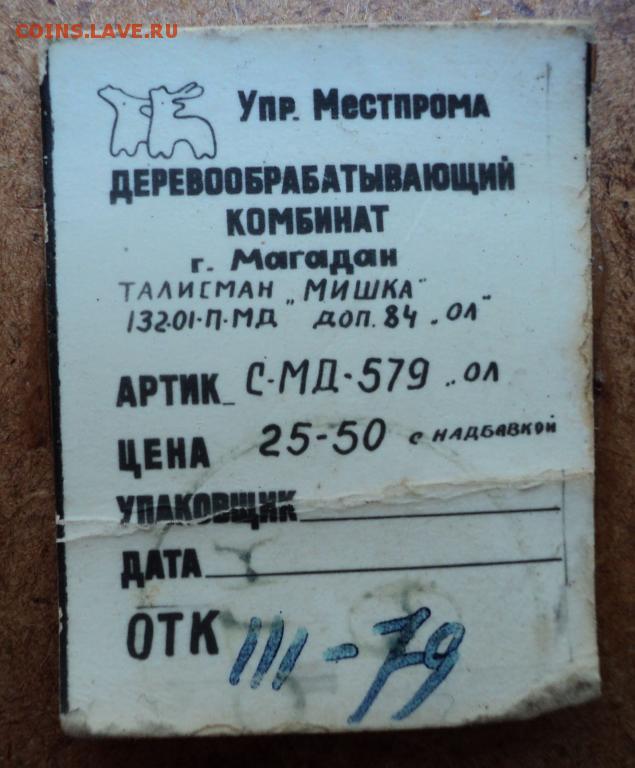 COINS.LAVE.RU
Упр. Местпрома
ДЕРЕВООБРАБАТЫВАЮЩИЙ
КОМБИНАТ
г. Магадан
ТАЛИСМАН „МИШКА"
132-01-П-МД доп. 84 „ОЛ"
АРТИК_ С-МД-579 „ОЛ
ЦЕНА 25-50 с НАДБАВКОЙ
УПАКОВЩИК
ДАТА
ОТК III-79